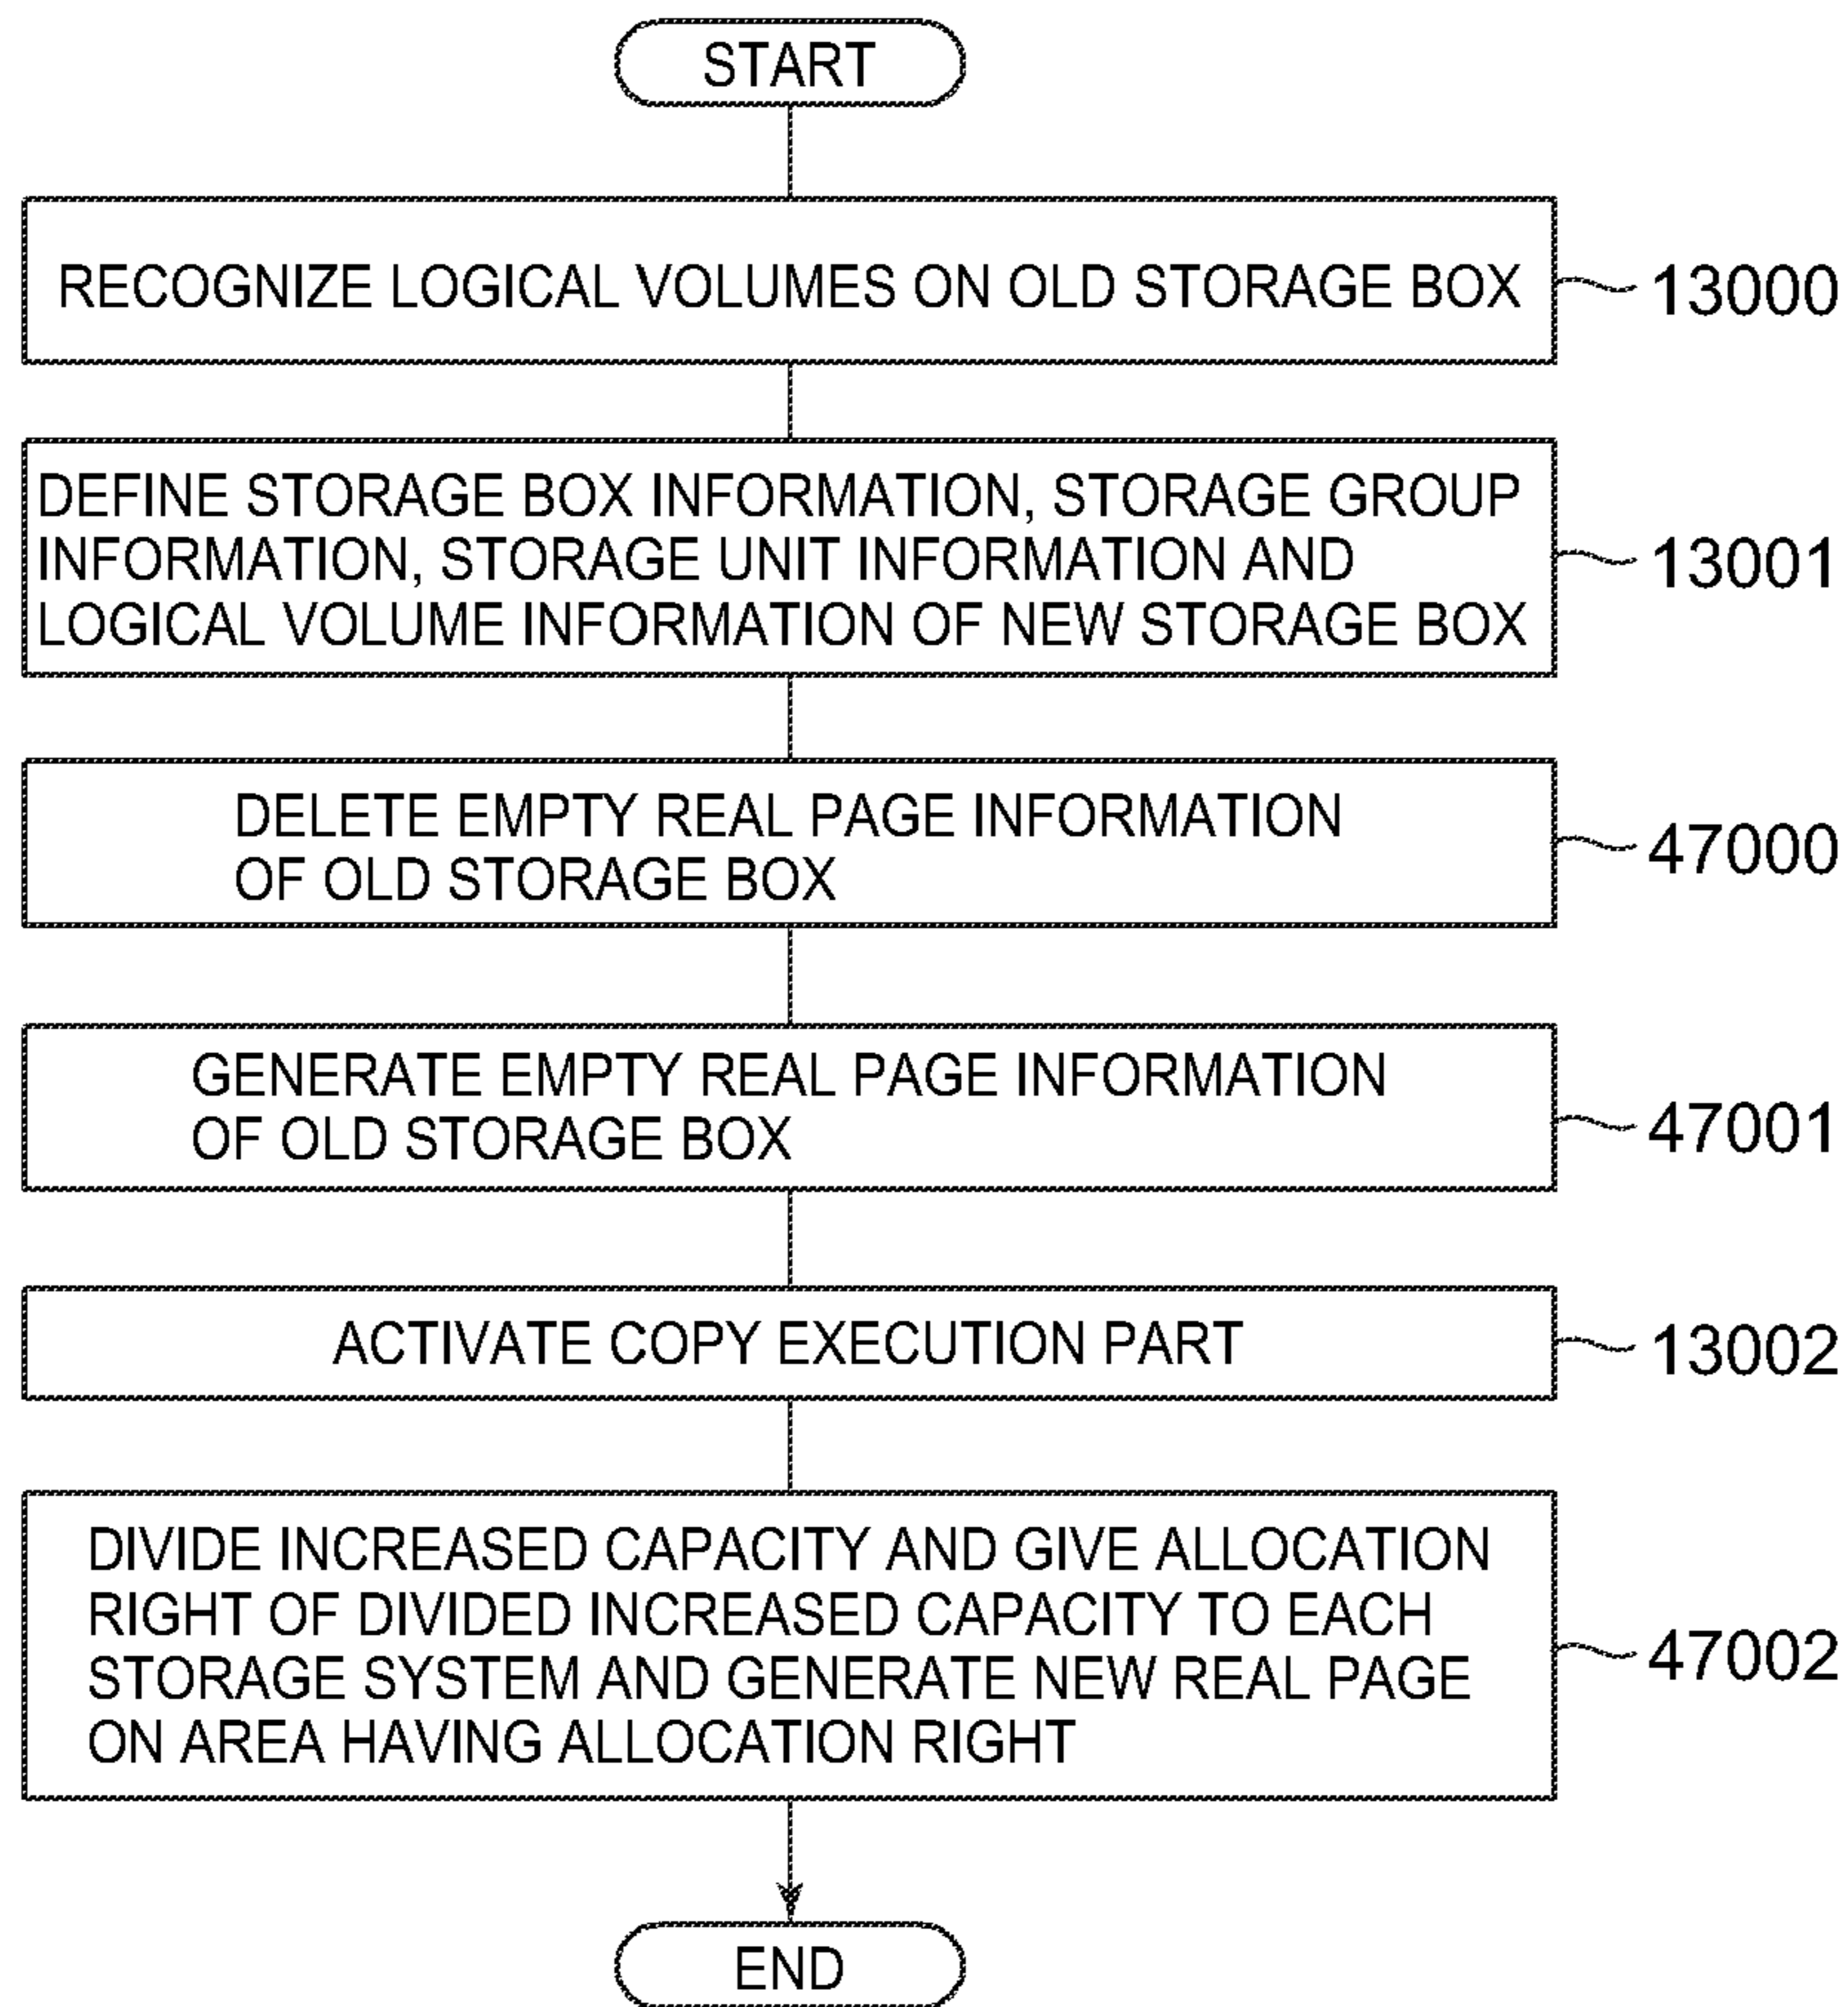 START
RECOGNIZE LOGICAL VOLUMES ON OLD STORAGE BOX
13000
DEFINE STORAGE BOX INFORMATION, STORAGE GROUP
INFORMATION, STORAGE UNIT INFORMATION AND
LOGICAL VOLUME INFORMATION OF NEW STORAGE BOX
13001
DELETE EMPTY REAL PAGE INFORMATION
OF OLD STORAGE BOX
47000
GENERATE EMPTY REAL PAGE INFORMATION
OF OLD STORAGE BOX
47001
ACTIVATE COPY EXECUTION PART
13002
DIVIDE INCREASED CAPACITY AND GIVE ALLOCATION
RIGHT OF DIVIDED INCREASED CAPACITY TO EACH
STORAGE SYSTEM AND GENERATE NEW REAL PAGE
ON AREA HAVING ALLOCATION RIGHT
47002
END